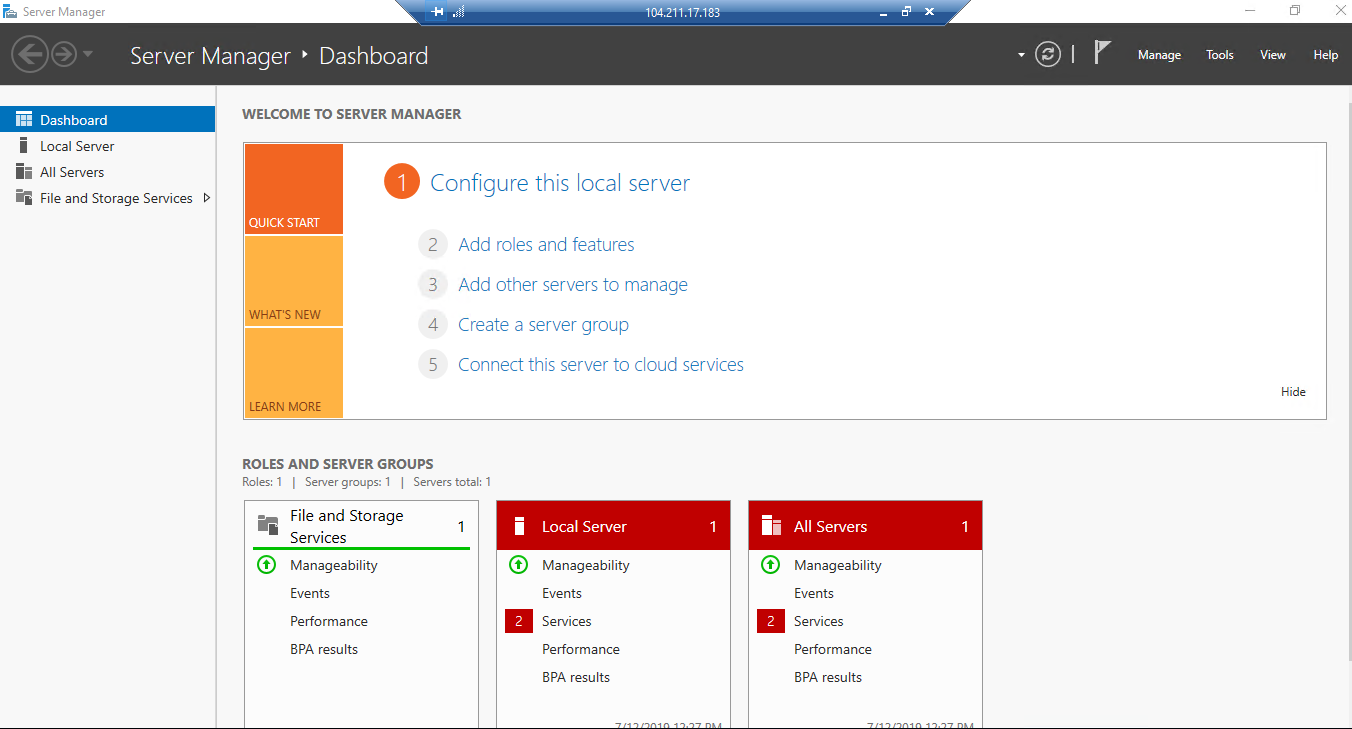 Server Manager
104.211.17.183
Server Manager ‣ Dashboard
Manage Tools View Help
Dashboard
Local Server
All Servers
File and Storage Services
WELCOME TO SERVER MANAGER
QUICK START
WHAT'S NEW
LEARN MORE
1 Configure this local server
2 Add roles and features
3 Add other servers to manage
4 Create a server group
5 Connect this server to cloud services
Hide
ROLES AND SERVER GROUPS
Roles: 1 | Server groups: 1 | Servers total: 1
File and Storage
Services 1
Manageability
Events
Performance
BPA results
Local Server 1
Manageability
Events
2 Services
Performance
BPA results
7/12/2019 12:27 PM
All Servers 1
Manageability
Events
2 Services
Performance
BPA results
7/12/2019 12:27 PM